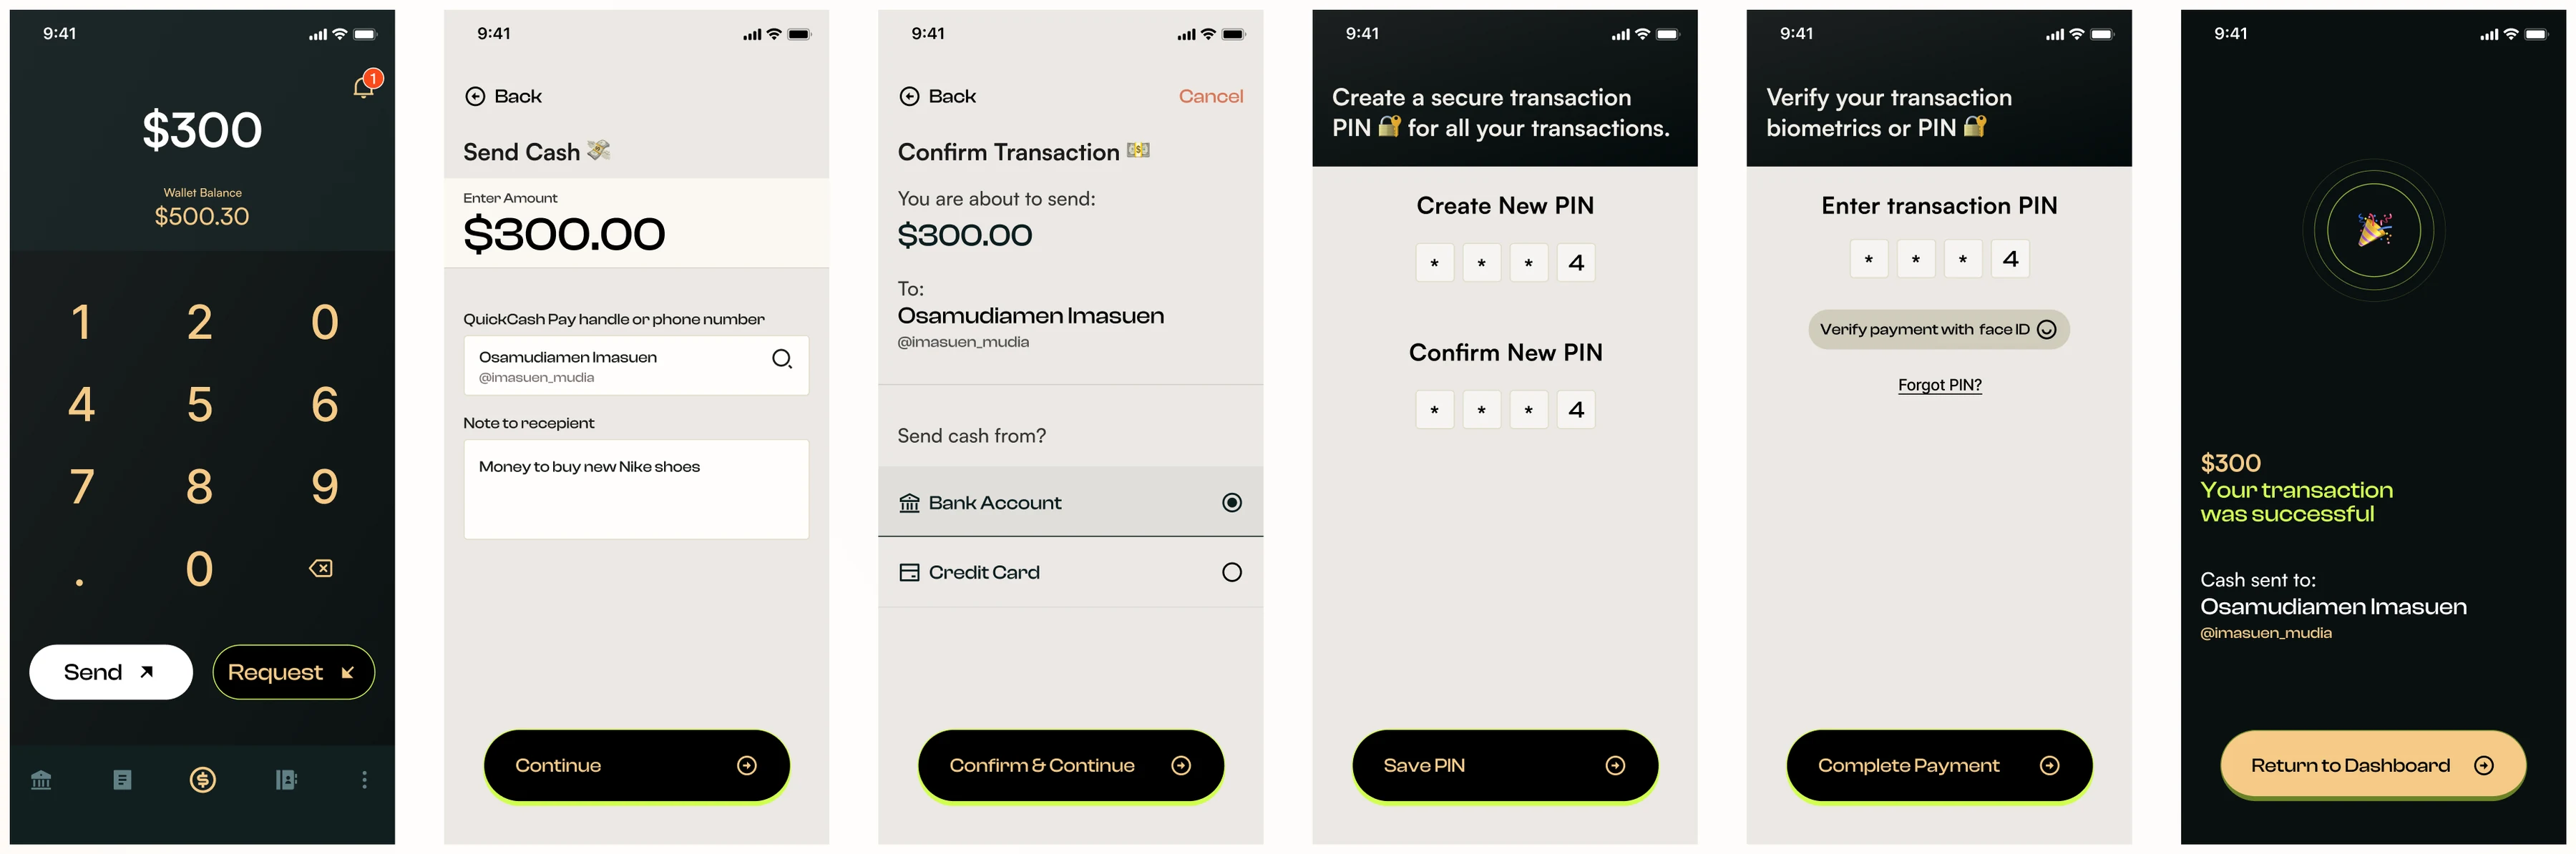 9:41
1
$300
Wallet Balance
$500.30
1 2 0
4 5 6
7 8 9
. 0
Send
Request
9:41
Back
Send Cash 💸
Enter Amount
$300.00
QuickCash Pay handle or phone number
Osamudiamen Imasuen
@imasuen_mudia
Note to recepient
Money to buy new Nike shoes
Continue
9:41
Back
Cancel
Confirm Transaction 💵
You are about to send:
$300.00
To:
Osamudiamen Imasuen
@imasuen_mudia
Send cash from?
Bank Account
Credit Card
Confirm & Continue
9:41
Create a secure transaction
PIN 🔐 for all your transactions.
Create New PIN
* * * 4
Confirm New PIN
* * * 4
Save PIN
9:41
Verify your transaction
biometrics or PIN 🔐
Enter transaction PIN
* * * 4
Verify payment with face ID
Forgot PIN?
Complete Payment
9:41
$300
Your transaction
was successful
Cash sent to:
Osamudiamen Imasuen
@imasuen_mudia
Return to Dashboard